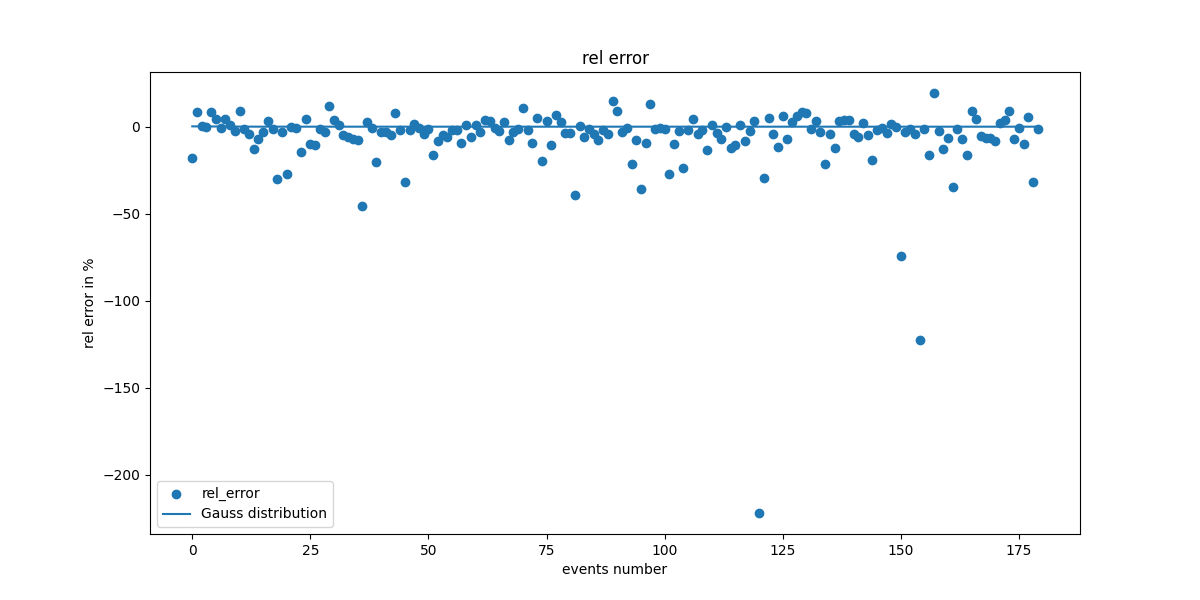 rel error
rel error in %
0
−50
−100
−150
−200
rel_error
Gauss distribution
0 25 50 75 100 125 150 175
events number